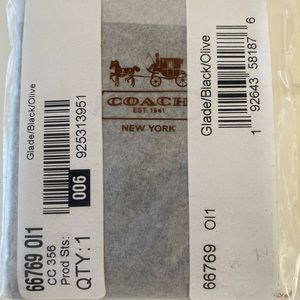 66769 OI1
CC 356
Prod Sts:
QTY: 1
006
925313951
Glade/Black/Olive
COACH
EST. 1941
NEW YORK
Glade/Black/Olive
1 92643 58187 6
66769 OI1